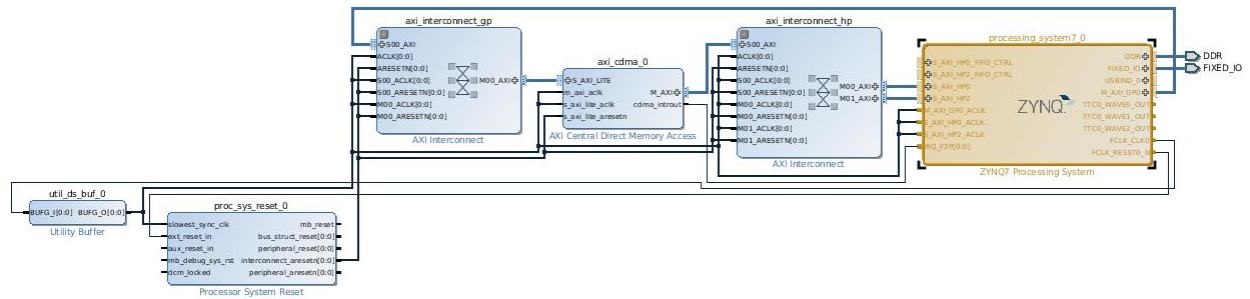 axi_interconnect_gp
S00_AXI
ACLK[0:0]
ARESETN[0:0]
S00_ACLK[0:0]
S00_ARESETN[0:0]
M00_ACLK[0:0]
M00_ARESETN[0:0]
M00_AXI
AXI Interconnect
axi_cdma_0
S_AXI_LITE
m_axi_aclk
s_axi_lite_aclk
s_axi_lite_aresetn
M_AXI
cdma_introut
AXI Central Direct Memory Access
axi_interconnect_hp
S00_AXI
ACLK[0:0]
ARESETN[0:0]
S00_ACLK[0:0]
S00_ARESETN[0:0]
M00_ACLK[0:0]
M00_ARESETN[0:0]
M01_ACLK[0:0]
M01_ARESETN[0:0]
M00_AXI
M01_AXI
AXI Interconnect
processing_system7_0
S_AXI_HP0_FIFO_CTRL
S_AXI_HP2_FIFO_CTRL
S_AXI_HP0
S_AXI_HP2
M_AXI_GP0_ACLK
S_AXI_HP0_ACLK
S_AXI_HP2_ACLK
IRQ_F2P[0:0]
ZYNQ
DDR
FIXED_IO
USBIND_0
M_AXI_GP0
TTC0_WAVE0_OUT
TTC0_WAVE1_OUT
TTC0_WAVE2_OUT
FCLK_CLK0
FCLK_RESET0_N
ZYNQ7 Processing System
DDR
FIXED_IO
util_ds_buf_0
BUFG_I[0:0] BUFG_O[0:0]
Utility Buffer
proc_sys_reset_0
slowest_sync_clk
ext_reset_in
aux_reset_in
mb_debug_sys_rst
dcm_locked
mb_reset
bus_struct_reset[0:0]
peripheral_reset[0:0]
interconnect_aresetn[0:0]
peripheral_aresetn[0:0]
Processor System Reset